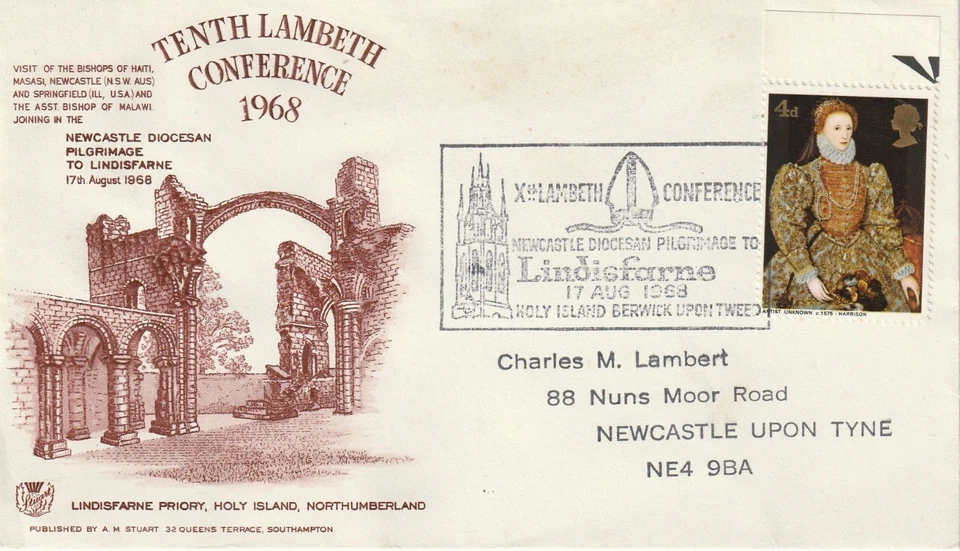 TENTH LAMBETH
CONFERENCE
1968
VISIT OF THE BISHOPS OF HAITI,
MASASI, NEWCASTLE (N.S.W. AUS)
AND SPRINGFIELD (ILL, U.S.A.) AND
THE ASST. BISHOP OF MALAWI.
JOINING IN THE
NEWCASTLE DIOCESAN
PILGRIMAGE
TO LINDISFARNE
17th. August 1968
4d
XTH LAMBETH CONFERENCE
NEWCASTLE DIOCESAN PILGRIMAGE TO
Lindisfarne
17 AUG 1968
HOLY ISLAND BERWICK UPON TWEED
ARTIST UNKNOWN c.1575 : HARRISON
Charles M. Lambert
88 Nuns Moor Road
NEWCASTLE UPON TYNE
NE4 9BA
Stuart
LINDISFARNE PRIORY, HOLY ISLAND, NORTHUMBERLAND
PUBLISHED BY A. M. STUART 32 QUEENS TERRACE, SOUTHAMPTON